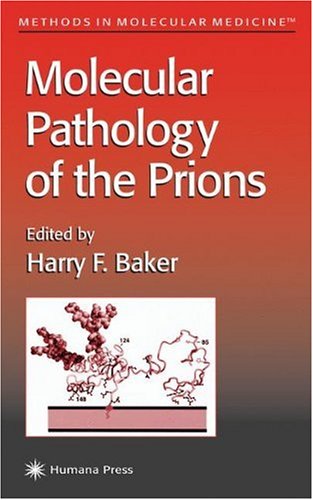 METHODS IN MOLECULAR MEDICINE™
Molecular
Pathology
of the Prions
Edited by
Harry F. Baker
124
85
148
Humana Press